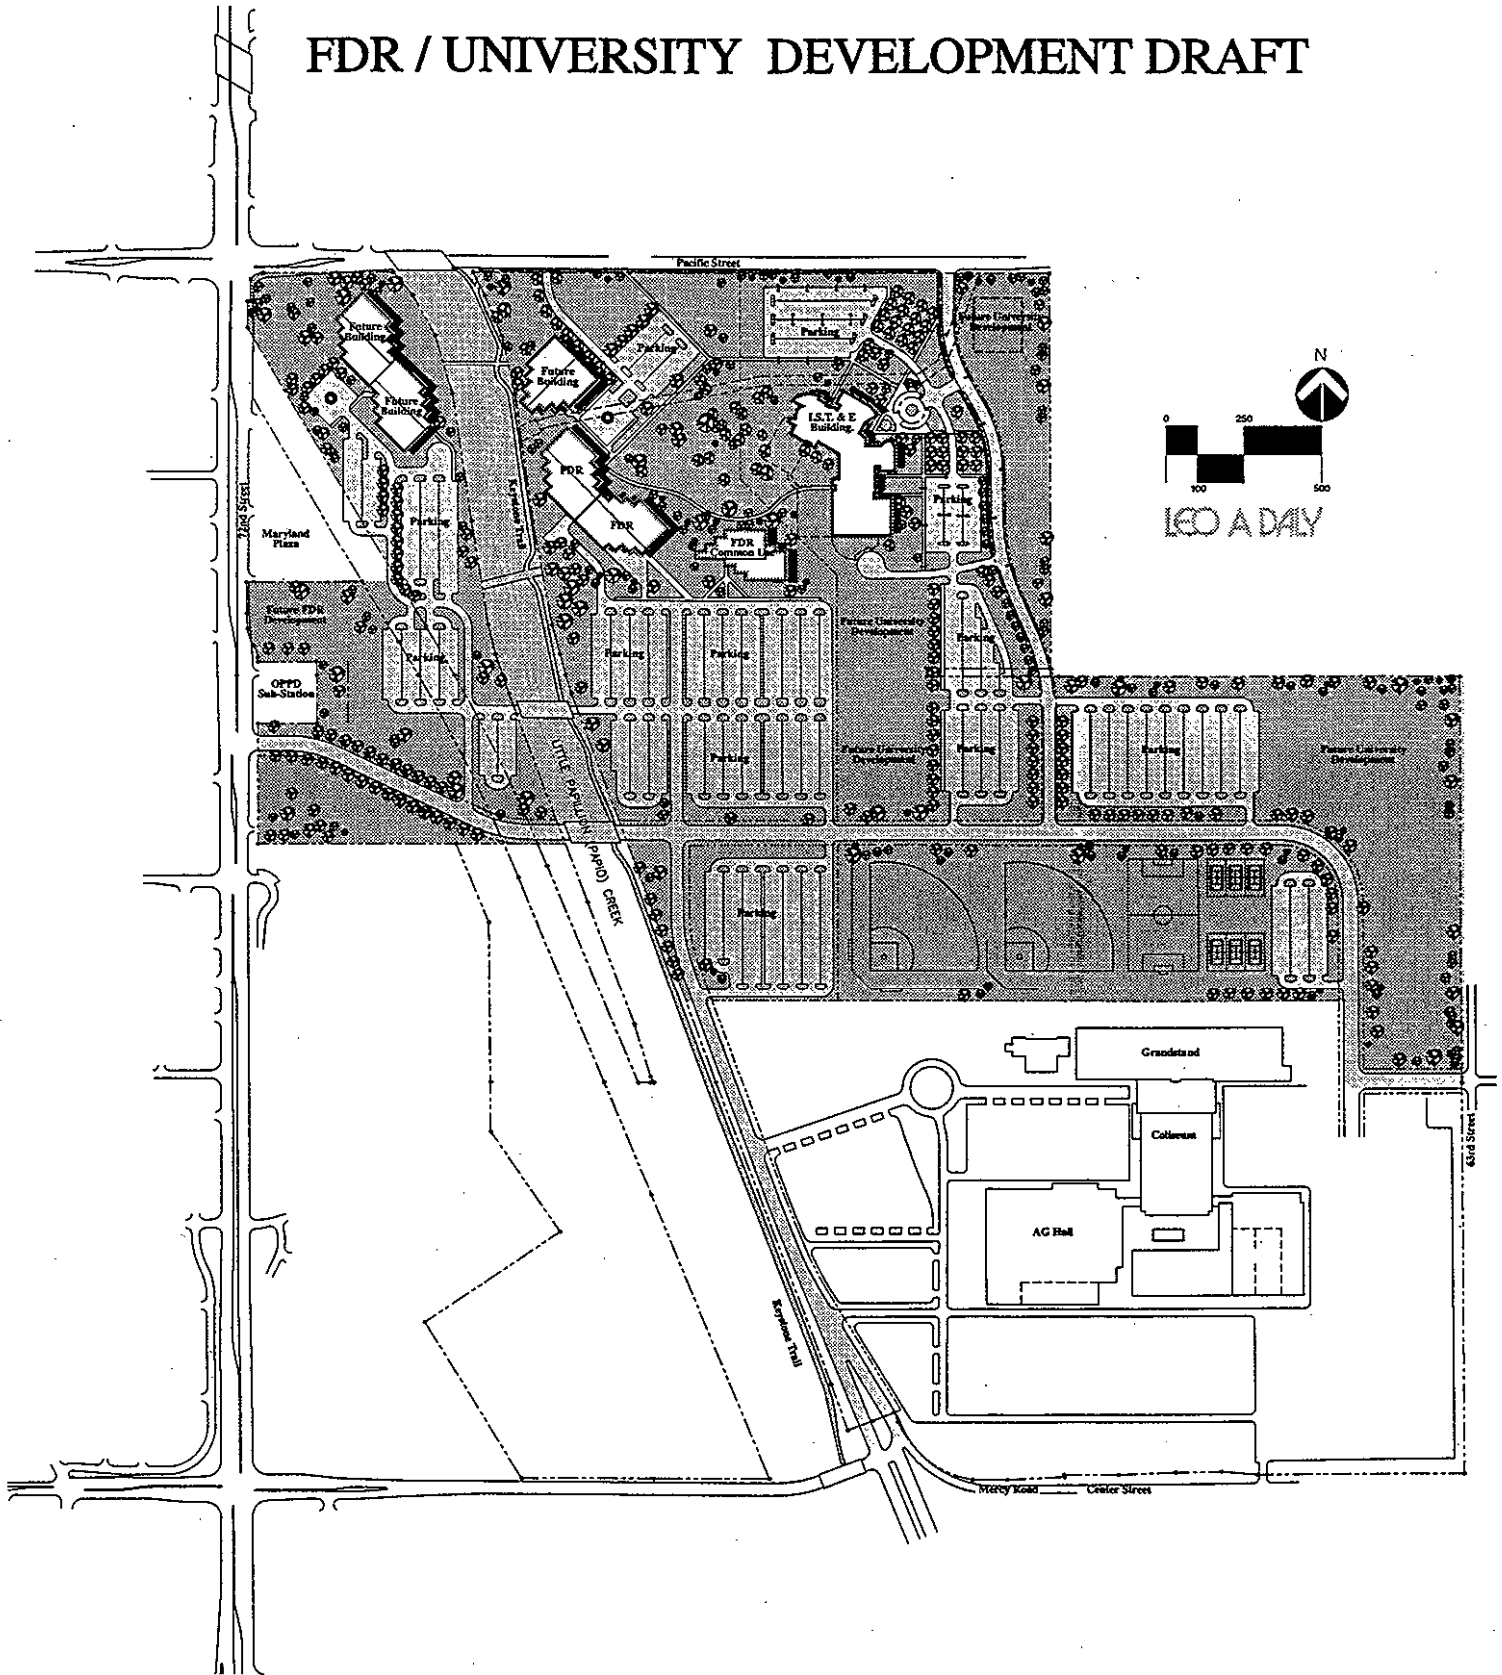 FDR / UNIVERSITY DEVELOPMENT DRAFT
Pacific Street
Future
Building
Future
Building
Future
Building
Parking
Parking
Future University
Development
N
0
250
100
500
LEO A DALY
I.S.T. & E
Building.
FDR
FDR
FDR
Common Use
Keystone Trail
72nd Street
Maryland
Plaza
Parking
Parking
Future FDR
Development
OPPD
Sub-Station
Parking
Parking
Parking
Parking
Future University
Development
Parking
LITTLE PAPILLION (PAPIO) CREEK
Parking
Future University
Development
Parking
Parking
Future University
Development
Parking
Grandstand
Coliseum
AG Hall
63rd Street
Keystone Trail
Mercy Road
Center Street